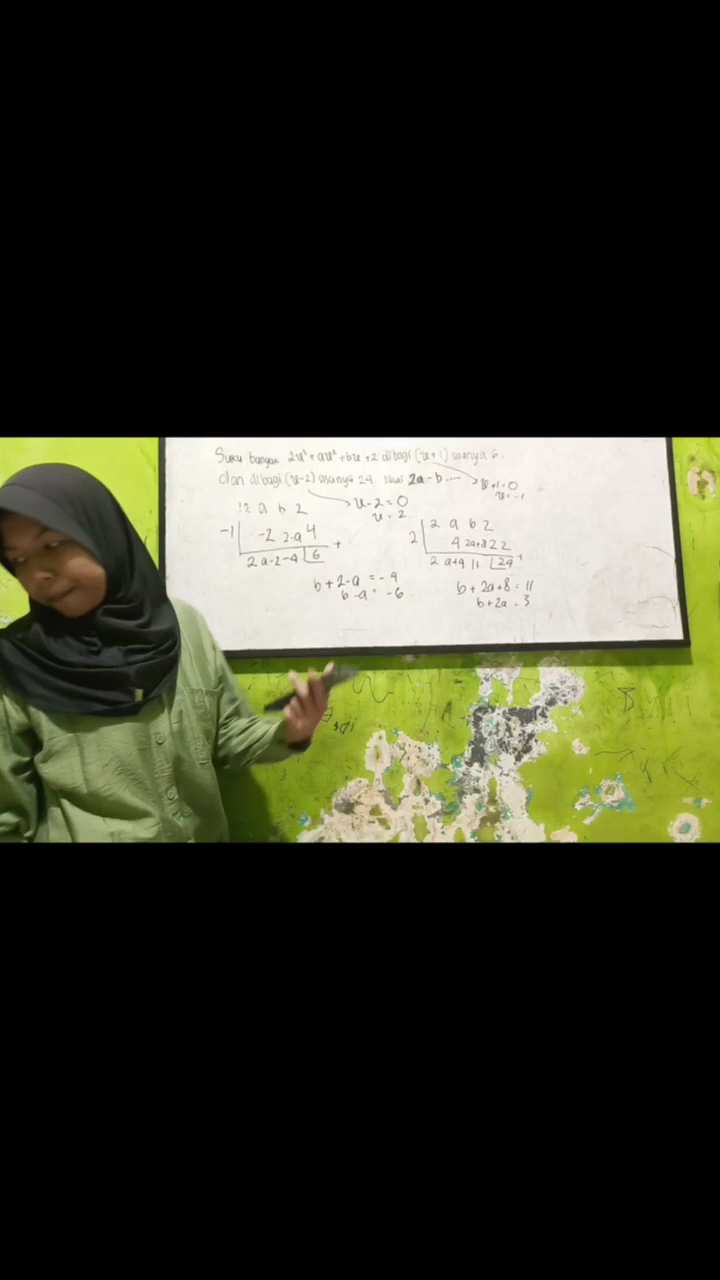 Suku banyak 2x³ + ax² + bx + 2 dibagi (x+1) sisanya 6.
dan dibagi (x-2) sisanya 24. Nilai 2a - b ....
x+1=0
x = -1
x - 2 = 0
x = 2
-1 2 a b 2
-2 2-a 4 +
2 a-2 -4 6
b + 2 - a = -4
b - a = -6
2 2 a b 2
4 2a+8 22 +
2 a+4 11 24
b + 2a + 8 = 11
b + 2a = 3